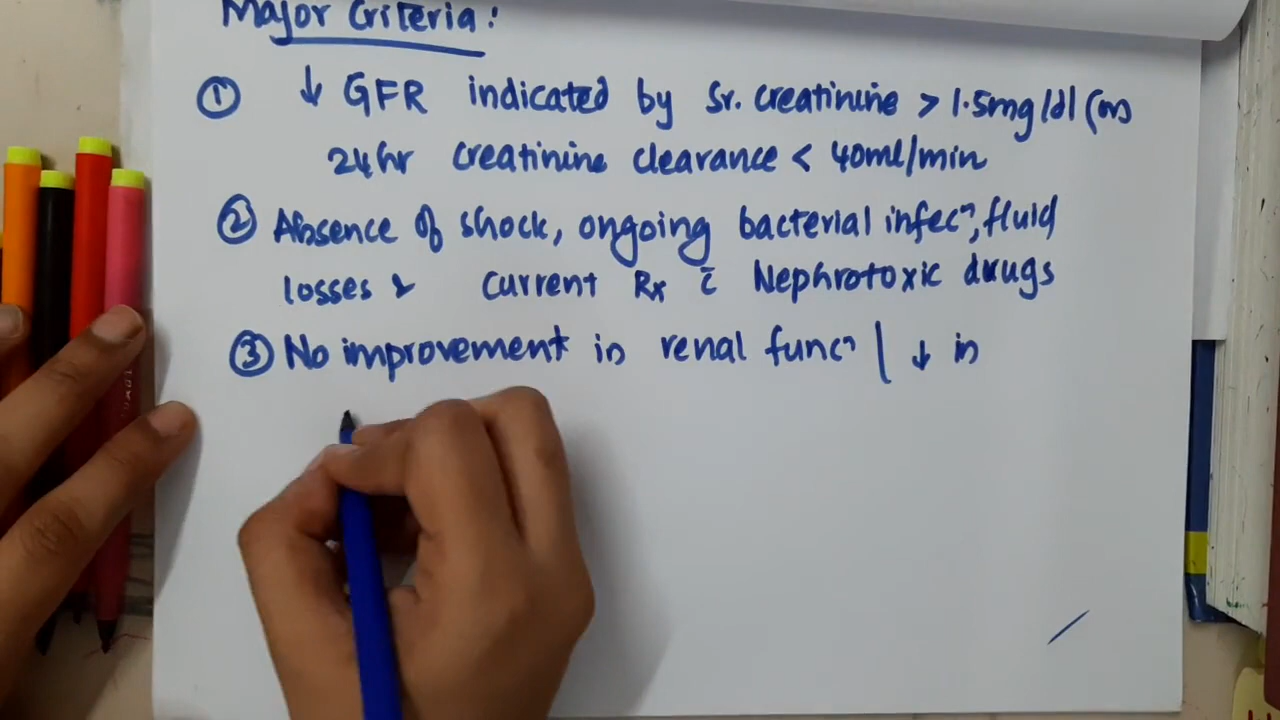 Major Criteria:
① ↓ GFR indicated by Sr. creatinine > 1.5mg/dl (or)
24hr creatinine clearance < 40ml/min
② Absence of shock, ongoing bacterial infecⁿ, fluid
losses & current Rx c̄ Nephrotoxic drugs
③ No improvement in renal funcⁿ | ↓ in